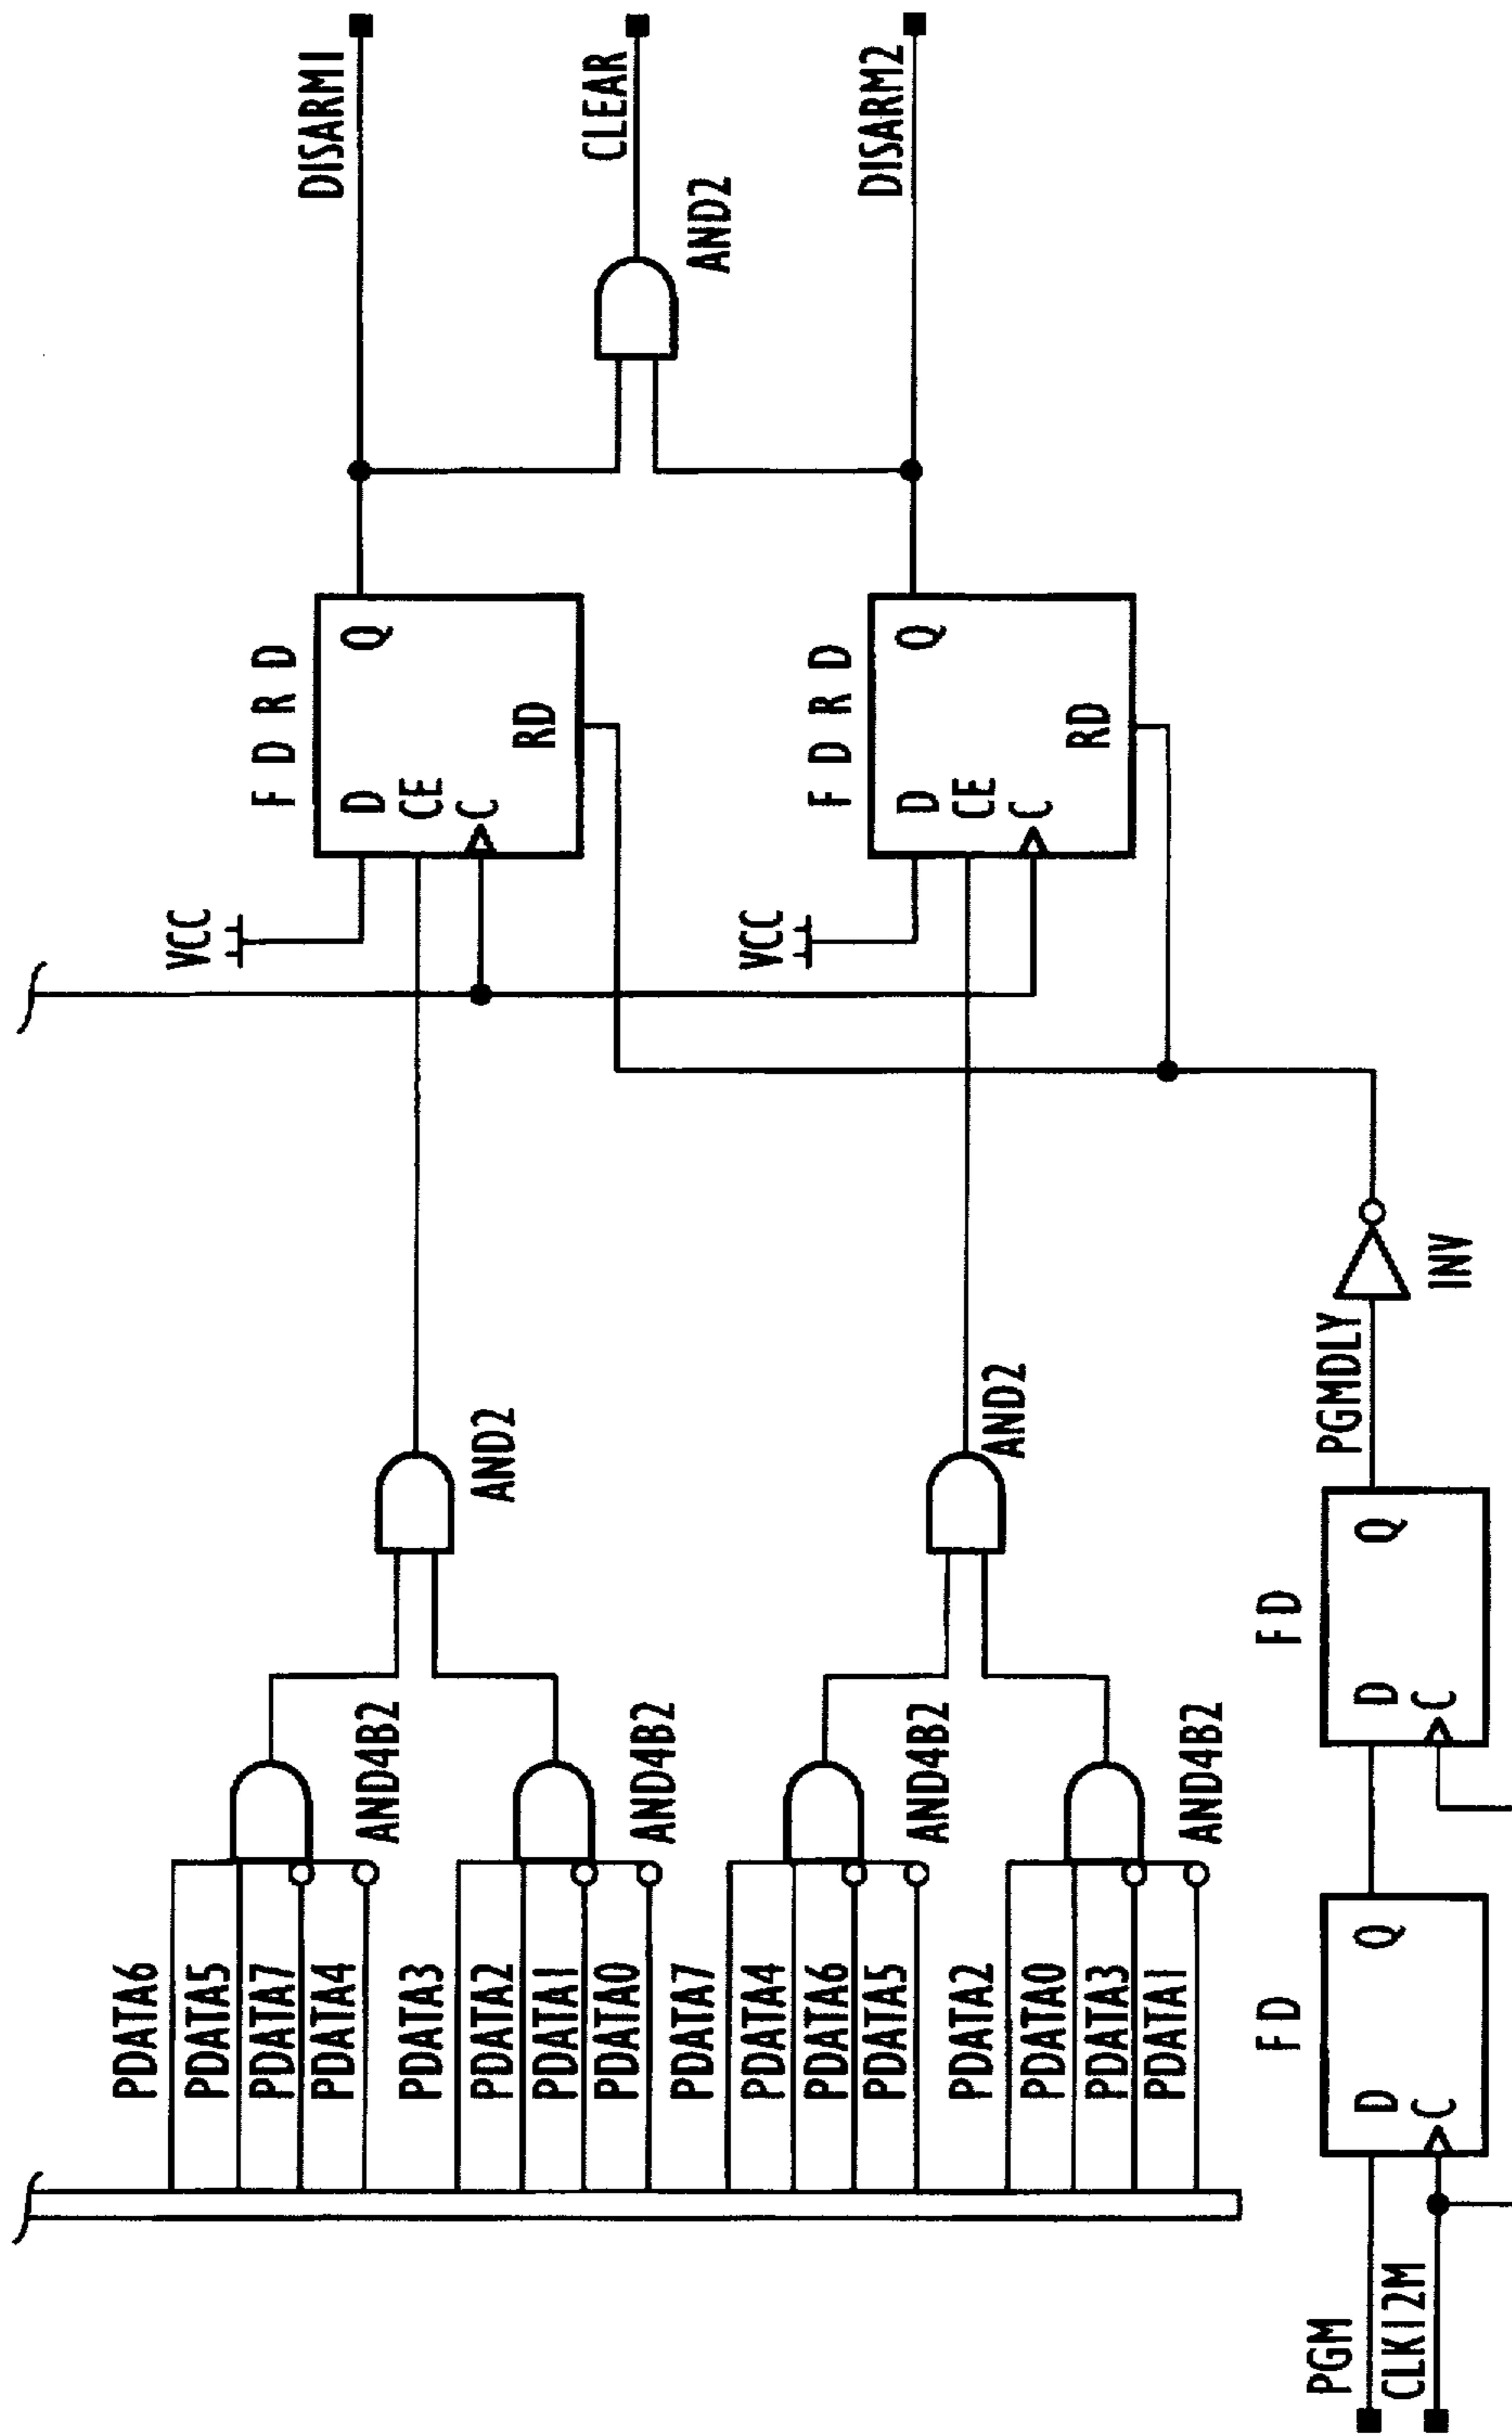 PDATA6
PDATA5
PDATA7
PDATA4
AND4B2
PDATA3
PDATA2
PDATA1
PDATA0
AND4B2
AND2
VCC
F D R D
D
CE
C
Q
RD
DISARM1
CLEAR
AND2
PDATA7
PDATA4
PDATA6
PDATA5
AND4B2
PDATA2
PDATA0
PDATA3
PDATA1
AND4B2
AND2
VCC
F D R D
D
CE
C
Q
RD
DISARM2
PGM
CLK12M
F D
D
C
Q
F D
D
C
Q
PGMDLY
INV